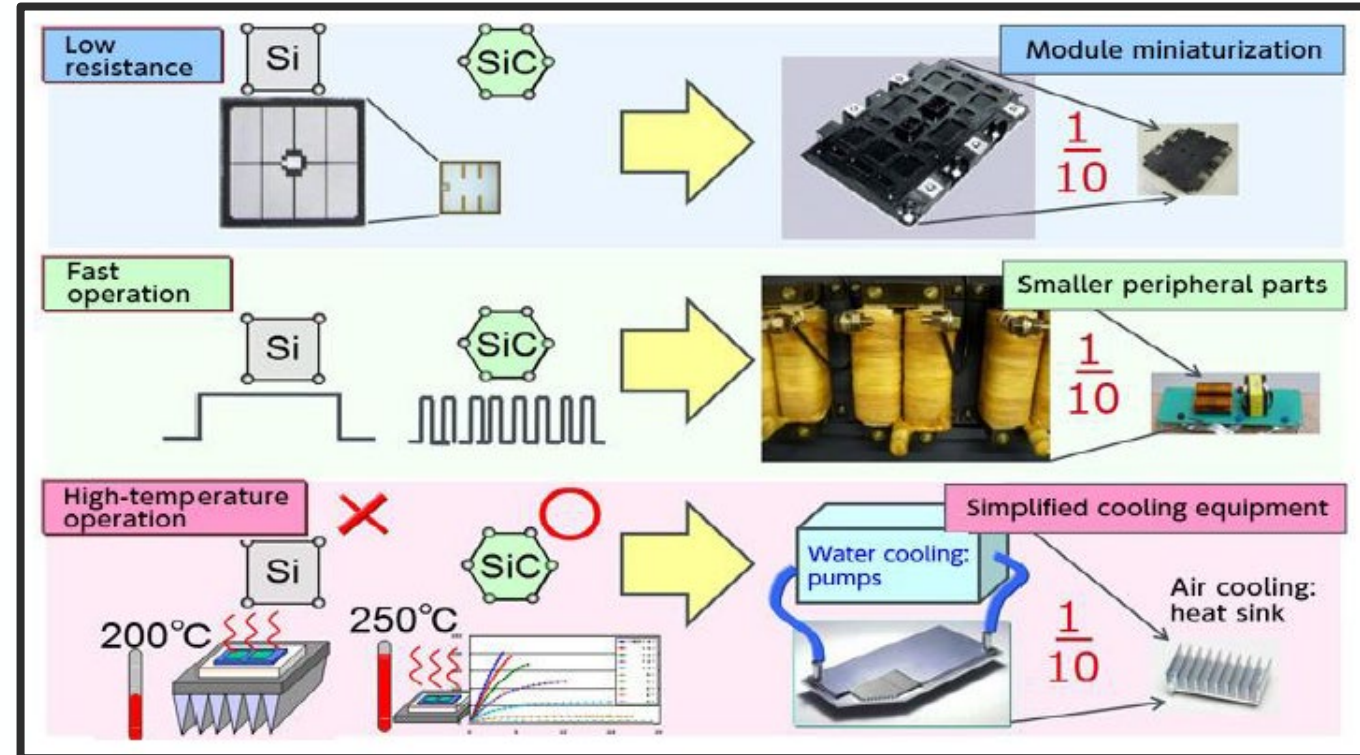 Low
resistance
Si
SiC
Module miniaturization
1
10
Fast
operation
Si
SiC
Smaller peripheral parts
1
10
High-temperature
operation
Si
SiC
Simplified cooling equipment
200℃
250℃
Water cooling:
pumps
1
10
Air cooling:
heat sink